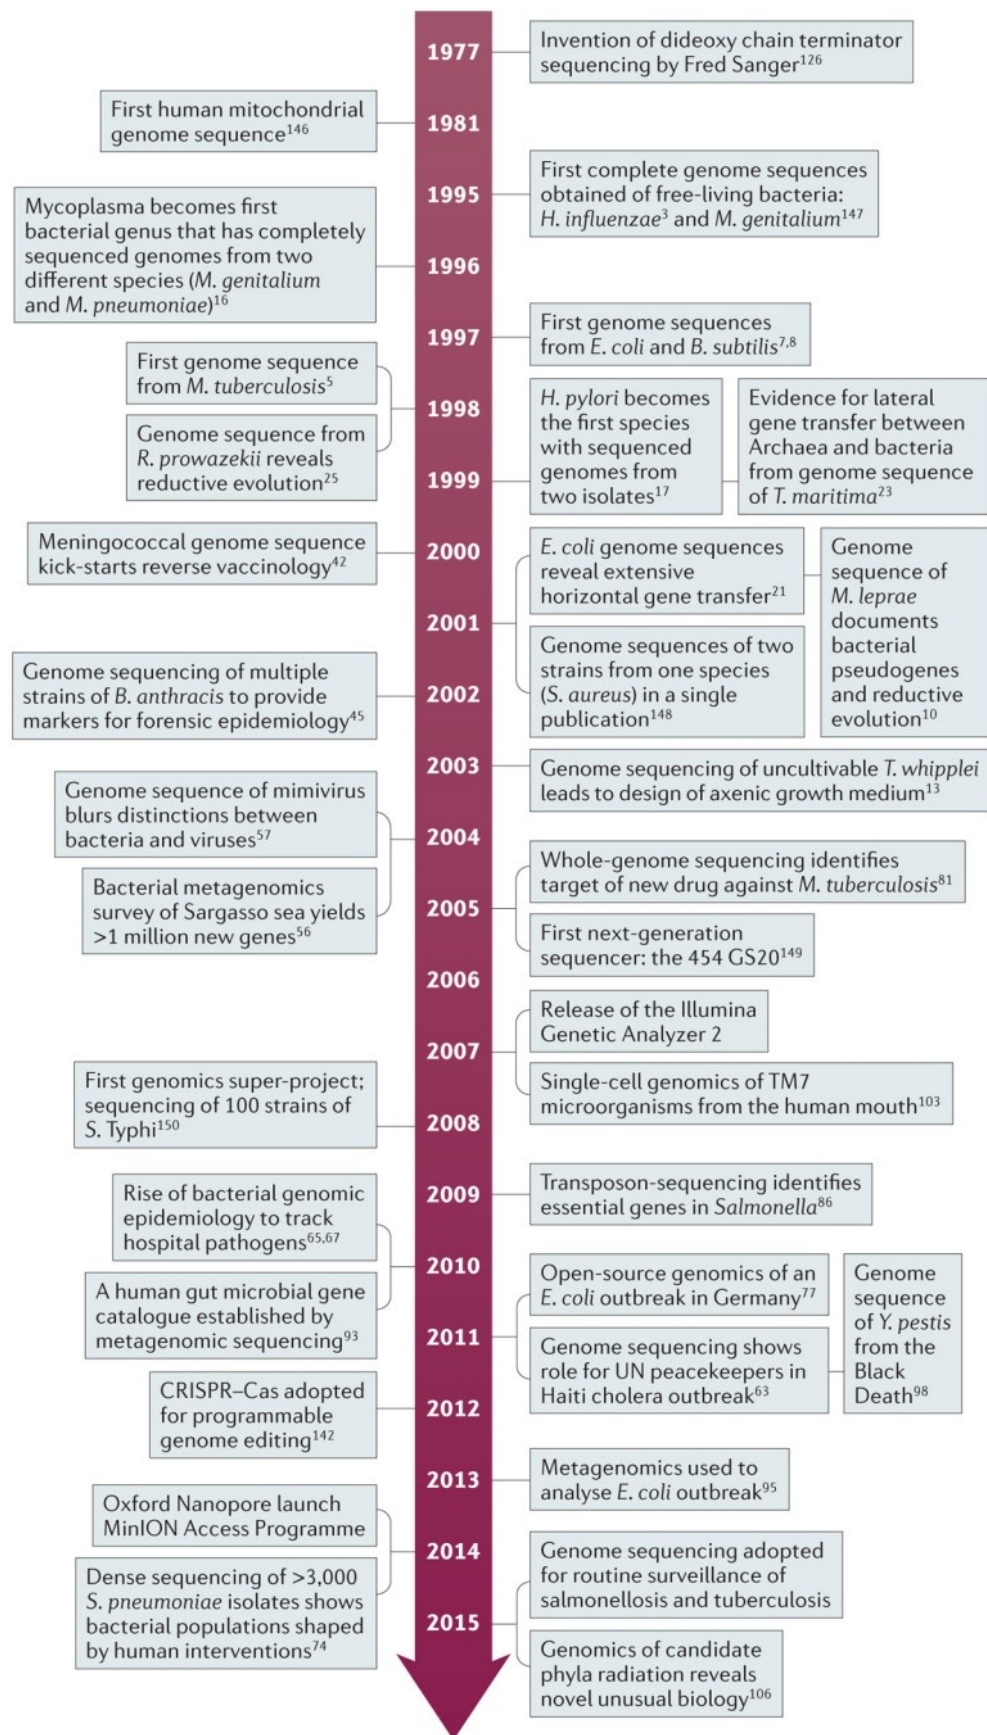 1977
Invention of dideoxy chain terminator
sequencing by Fred Sanger¹²⁶
First human mitochondrial
genome sequence¹⁴⁶
1981
1995
First complete genome sequences
obtained of free-living bacteria:
H. influenzae³ and M. genitalium¹⁴⁷
Mycoplasma becomes first
bacterial genus that has completely
sequenced genomes from two
different species (M. genitalium
and M. pneumoniae)¹⁶
1996
1997
First genome sequences
from E. coli and B. subtilis⁷,⁸
First genome sequence
from M. tuberculosis⁵
Genome sequence from
R. prowazekii reveals
reductive evolution²⁵
1998
1999
H. pylori becomes
the first species
with sequenced
genomes from
two isolates¹⁷
Evidence for lateral
gene transfer between
Archaea and bacteria
from genome sequence
of T. maritima²³
Meningococcal genome sequence
kick-starts reverse vaccinology⁴²
2000
2001
E. coli genome sequences
reveal extensive
horizontal gene transfer²¹
Genome sequences of two
strains from one species
(S. aureus) in a single
publication¹⁴⁸
Genome
sequence of
M. leprae
documents
bacterial
pseudogenes
and reductive
evolution¹⁰
Genome sequencing of multiple
strains of B. anthracis to provide
markers for forensic epidemiology⁴⁵
2002
2003
Genome sequencing of uncultivable T. whipplei
leads to design of axenic growth medium¹³
Genome sequence of mimivirus
blurs distinctions between
bacteria and viruses⁵⁷
Bacterial metagenomics
survey of Sargasso sea yields
>1 million new genes⁵⁶
2004
2005
Whole-genome sequencing identifies
target of new drug against M. tuberculosis⁸¹
First next-generation
sequencer: the 454 GS20¹⁴⁹
2006
2007
Release of the Illumina
Genetic Analyzer 2
Single-cell genomics of TM7
microorganisms from the human mouth¹⁰³
First genomics super-project;
sequencing of 100 strains of
S. Typhi¹⁵⁰
2008
2009
Transposon-sequencing identifies
essential genes in Salmonella⁸⁶
Rise of bacterial genomic
epidemiology to track
hospital pathogens⁶⁵,⁶⁷
A human gut microbial gene
catalogue established by
metagenomic sequencing⁹³
2010
2011
Open-source genomics of an
E. coli outbreak in Germany⁷⁷
Genome sequencing shows
role for UN peacekeepers in
Haiti cholera outbreak⁶³
Genome
sequence
of Y. pestis
from the
Black
Death⁹⁸
CRISPR–Cas adopted
for programmable
genome editing¹⁴²
2012
2013
Metagenomics used to
analyse E. coli outbreak⁹⁵
Oxford Nanopore launch
MinION Access Programme
Dense sequencing of >3,000
S. pneumoniae isolates shows
bacterial populations shaped
by human interventions⁷⁴
2014
2015
Genome sequencing adopted
for routine surveillance of
salmonellosis and tuberculosis
Genomics of candidate
phyla radiation reveals
novel unusual biology¹⁰⁶